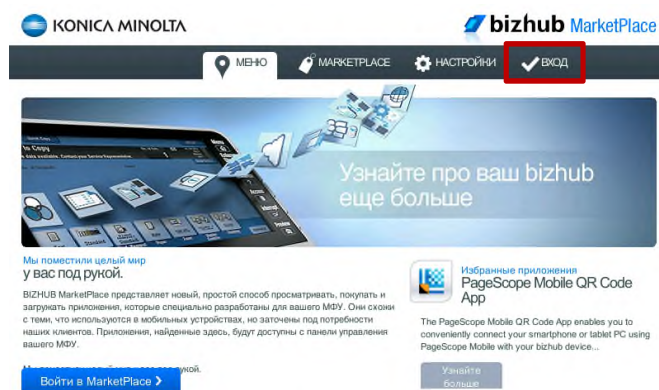 KONICA MINOLTA
bizhub MarketPlace
МЕНЮ
MARKETPLACE
НАСТРОЙКИ
ВХОД
to Copy
Узнайте про ваш bizhub
еще больше
Мы поместили целый мир
у вас под рукой.
BIZHUB MarketPlace представляет новый, простой способ просматривать, покупать и
загружать приложения, которые специально разработаны для вашего МФУ. Они схожи
с теми, что используются в мобильных устройствах, но заточены под потребности
наших клиентов. Приложения, найденные здесь, будут доступны с панели управления
вашего МФУ.
Войти в MarketPlace
Избранные приложения
PageScope Mobile QR Code
App
The PageScope Mobile QR Code App enables you to
conveniently connect your smartphone or tablet PC using
PageScope Mobile with your bizhub device...
Узнайте
больше